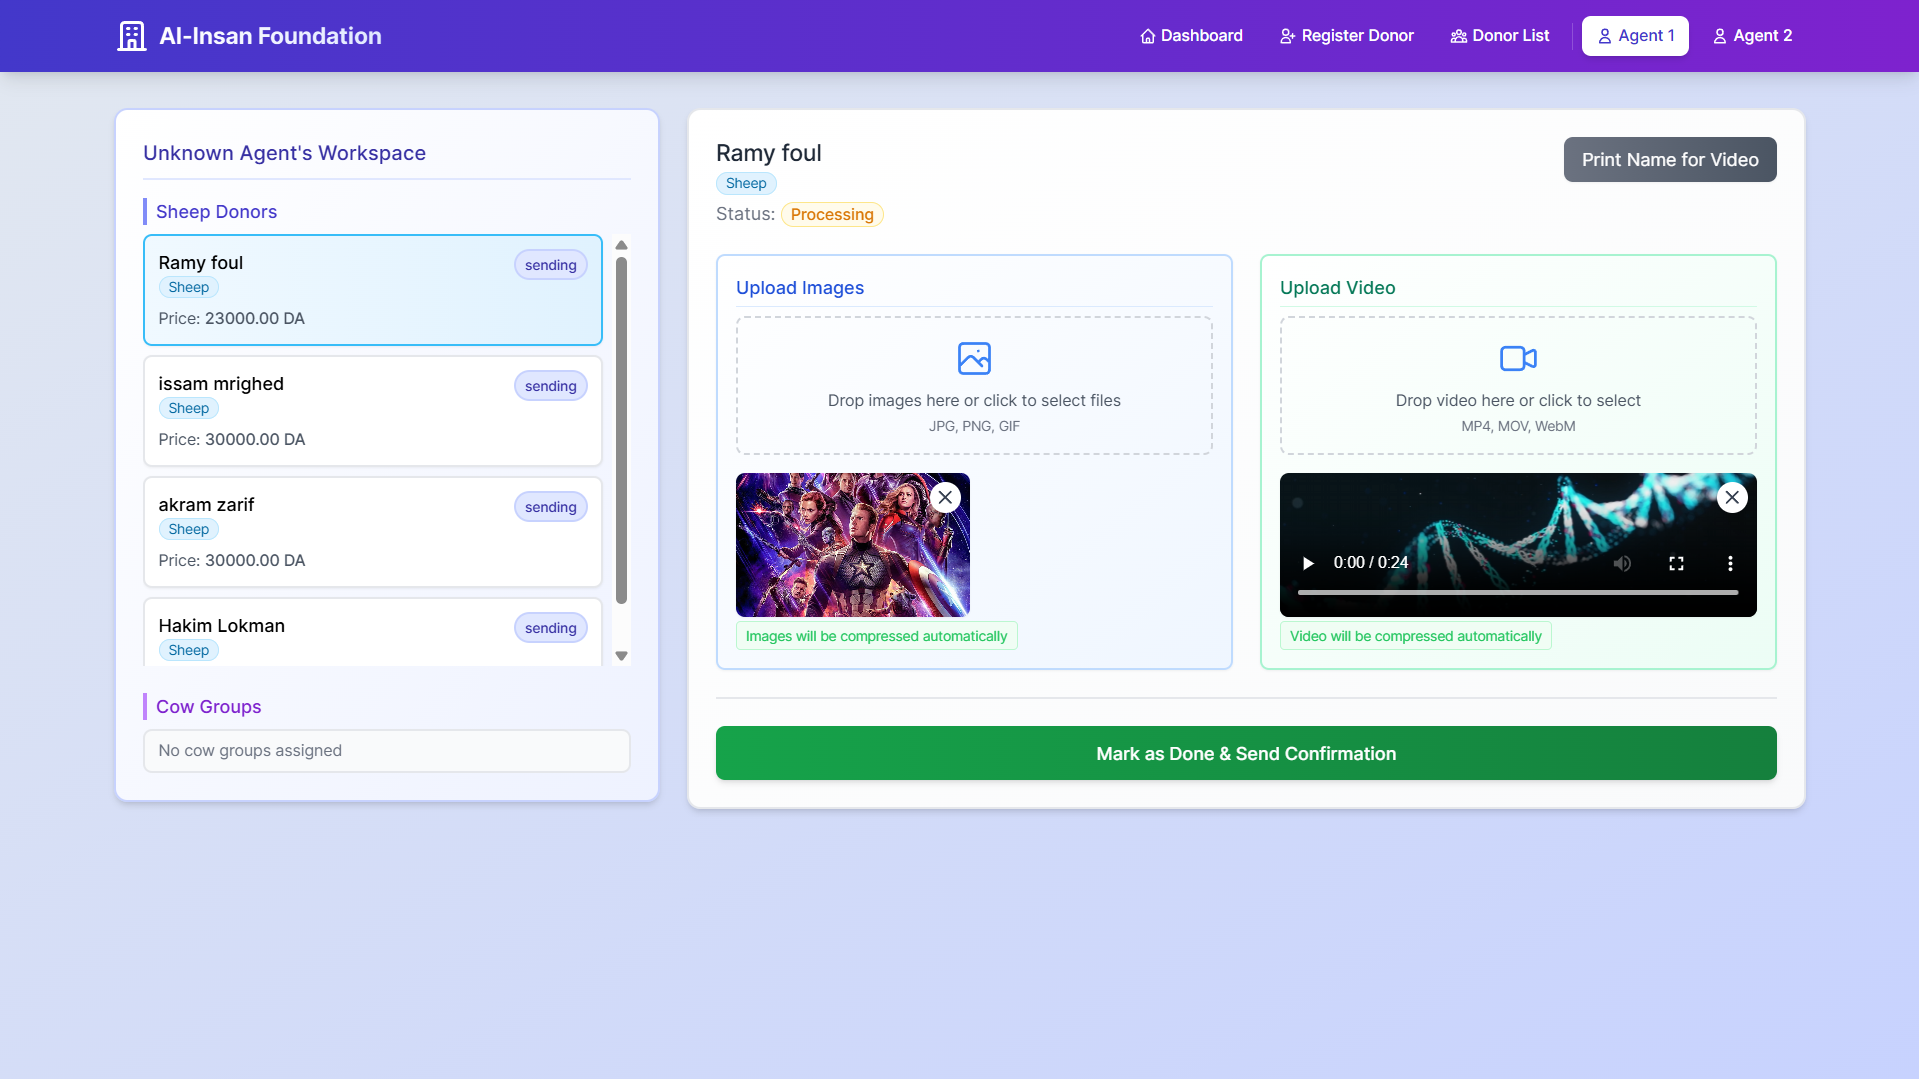 Al-Insan Foundation
Dashboard
Register Donor
Donor List
Agent 1
Agent 2
Unknown Agent's Workspace
Sheep Donors
Ramy foul
sending
Sheep
Price: 23000.00 DA
issam mrighed
sending
Sheep
Price: 30000.00 DA
akram zarif
sending
Sheep
Price: 30000.00 DA
Hakim Lokman
sending
Sheep
Cow Groups
No cow groups assigned
Ramy foul
Sheep
Status: Processing
Print Name for Video
Upload Images
Drop images here or click to select files
JPG, PNG, GIF
Images will be compressed automatically
Upload Video
Drop video here or click to select
MP4, MOV, WebM
0:00 / 0:24
Video will be compressed automatically
Mark as Done & Send Confirmation